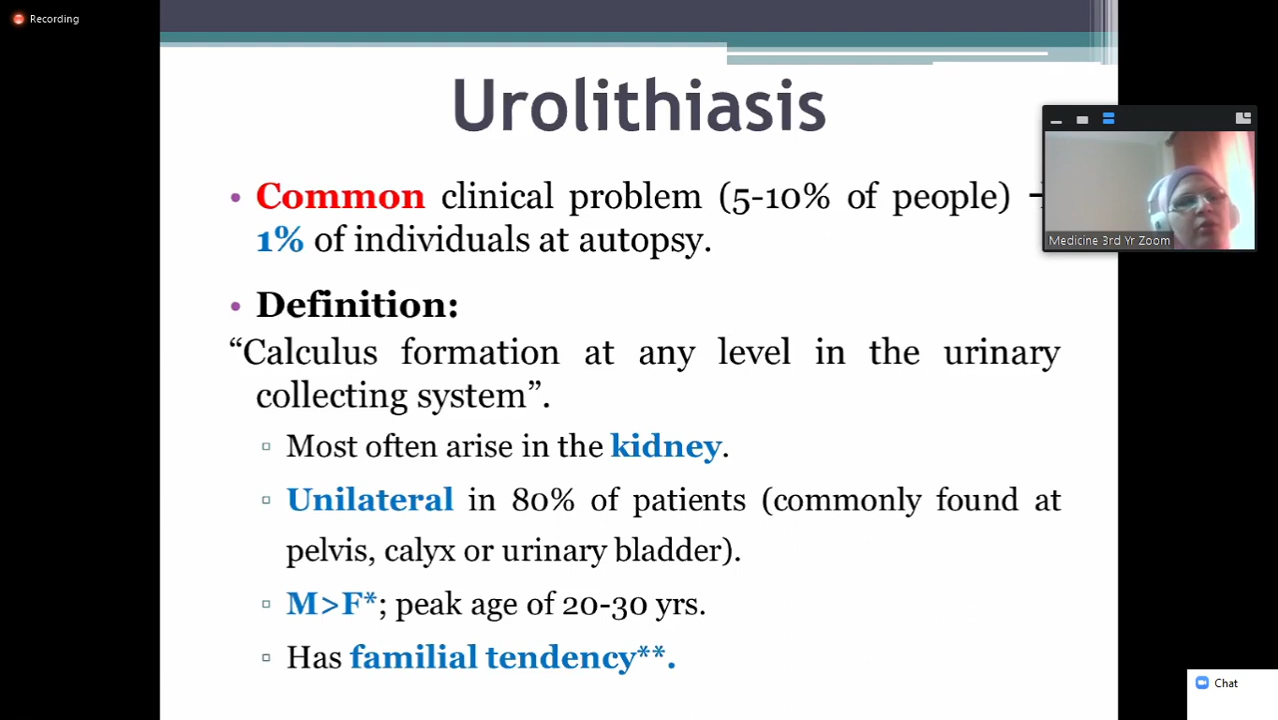 Recording
Urolithiasis
• Common clinical problem (5-10% of people)
1% of individuals at autopsy.
• Definition:
“Calculus formation at any level in the urinary
collecting system”.
▫ Most often arise in the kidney.
▫ Unilateral in 80% of patients (commonly found at
pelvis, calyx or urinary bladder).
▫ M>F*; peak age of 20-30 yrs.
▫ Has familial tendency**.
Medicine 3rd Yr Zoom
Chat